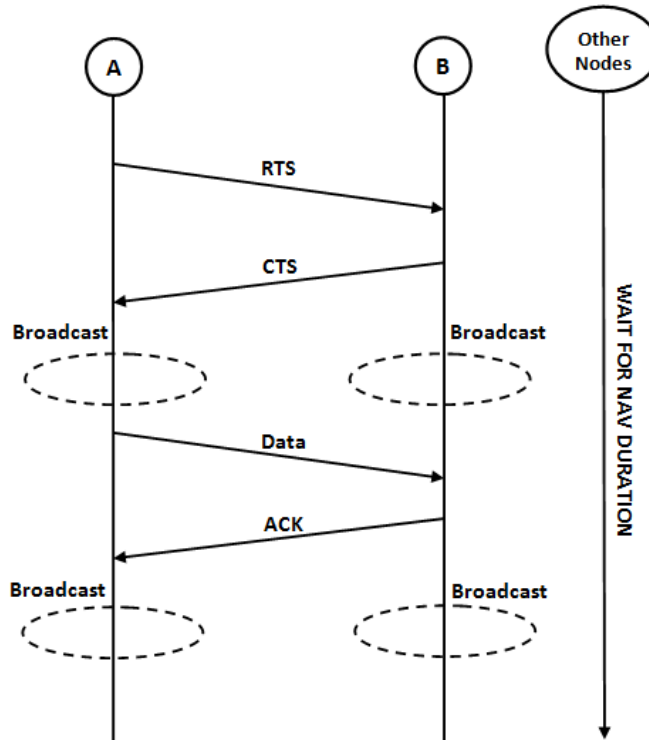 A
B
Other
Nodes
RTS
CTS
Broadcast
Broadcast
WAIT FOR NAV DURATION
Data
ACK
Broadcast
Broadcast